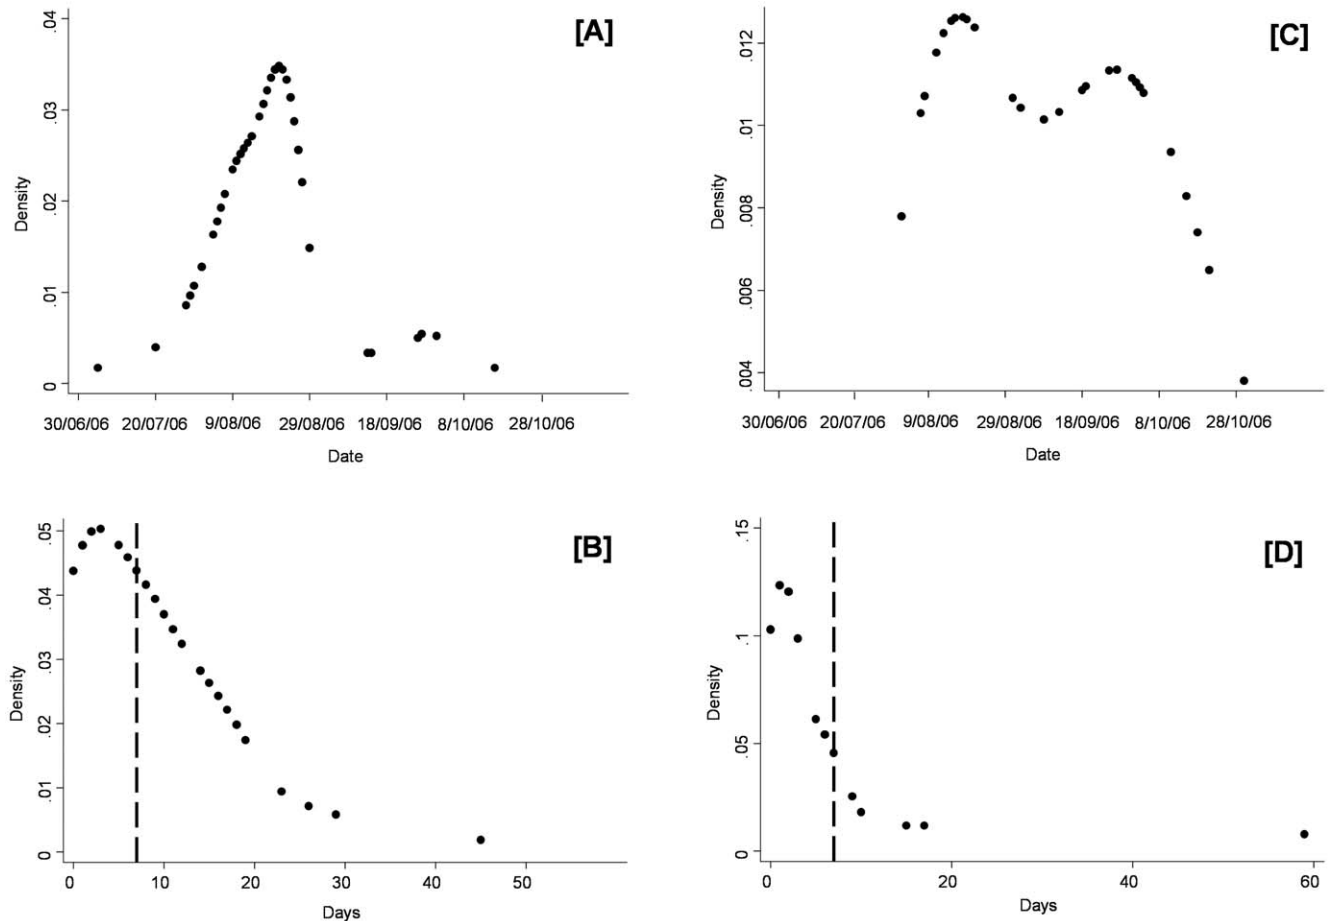 [A]
Density
.04
.03
.02
.01
0
30/06/06 20/07/06 9/08/06 29/08/06 18/09/06 8/10/06 28/10/06
Date
[C]
Density
.012
.01
.008
.006
.004
30/06/06 20/07/06 9/08/06 29/08/06 18/09/06 8/10/06 28/10/06
Date
[B]
Density
.05
.04
.03
.02
.01
0
0 10 20 30 40 50
Days
[D]
Density
.15
.1
.05
0
0 20 40 60
Days